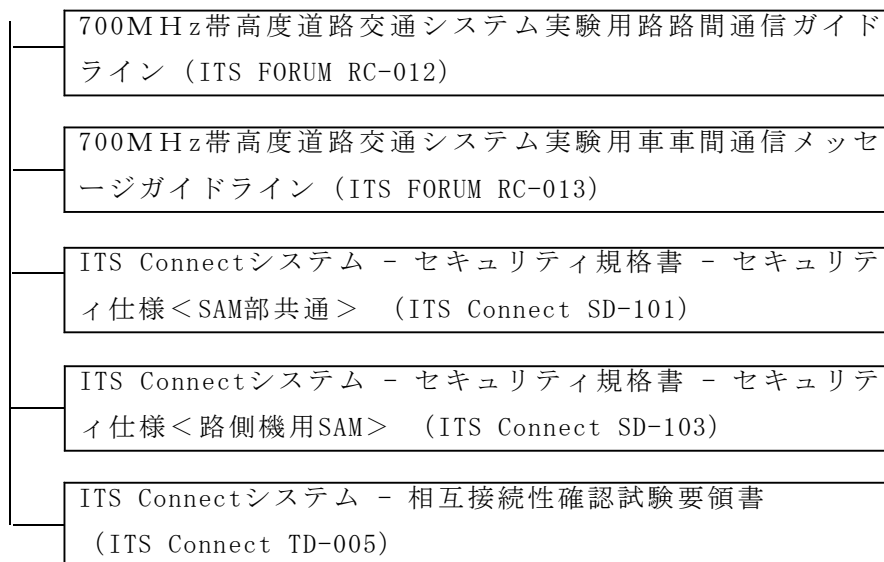 700MHz帯高度道路交通システム実験用路路間通信ガイド
ライン (ITS FORUM RC-012)
700MHz帯高度道路交通システム実験用車車間通信メッセ
ージガイドライン (ITS FORUM RC-013)
ITS Connectシステム － セキュリティ規格書 － セキュリテ
ィ仕様＜SAM部共通＞ (ITS Connect SD-101)
ITS Connectシステム － セキュリティ規格書 － セキュリテ
ィ仕様＜路側機用SAM＞ (ITS Connect SD-103)
ITS Connectシステム － 相互接続性確認試験要領書
(ITS Connect TD-005)